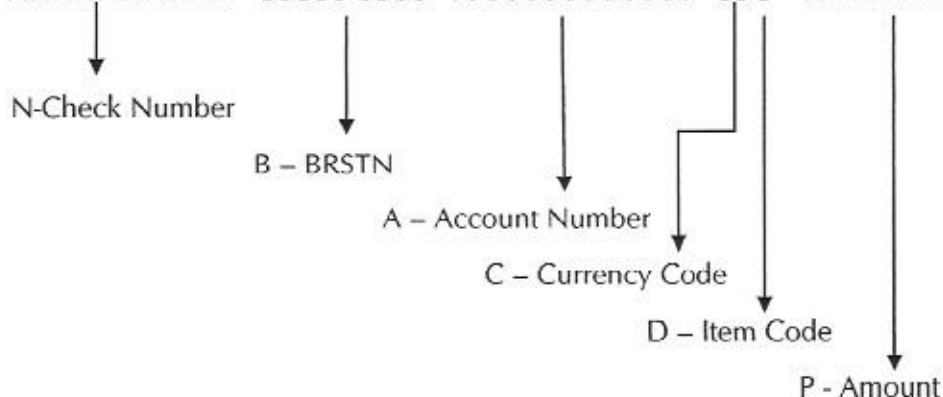 N-Check Number
B – BRSTN
A – Account Number
C – Currency Code
D – Item Code
P - Amount